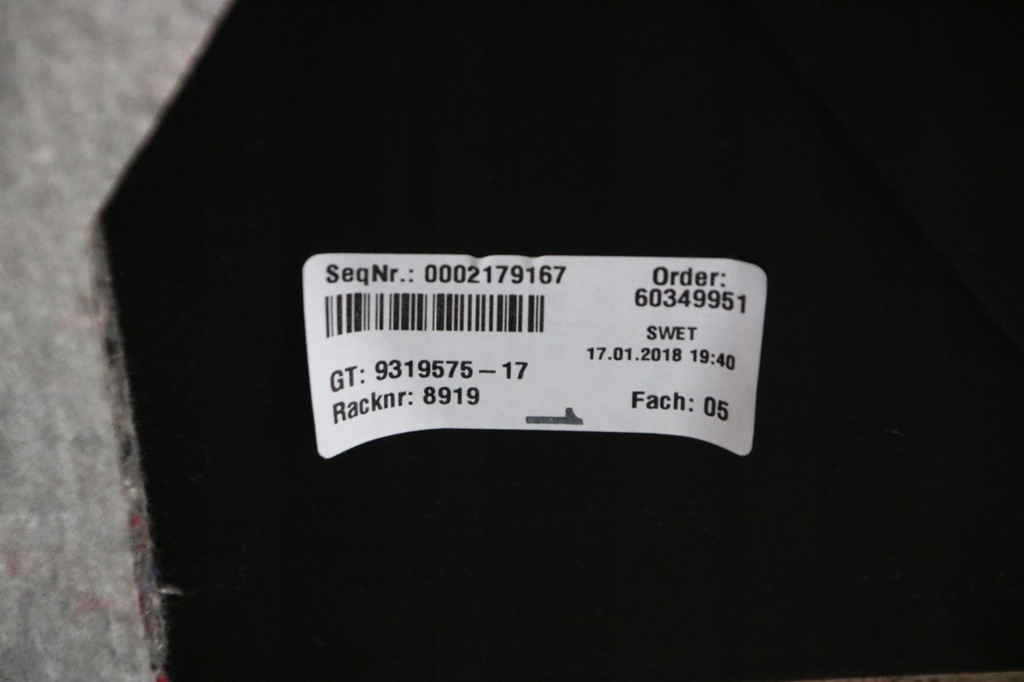 SeqNr.: 0002179167
Order:
60349951
SWET
17.01.2018 19:40
GT: 9319575-17
Racknr: 8919
Fach: 05